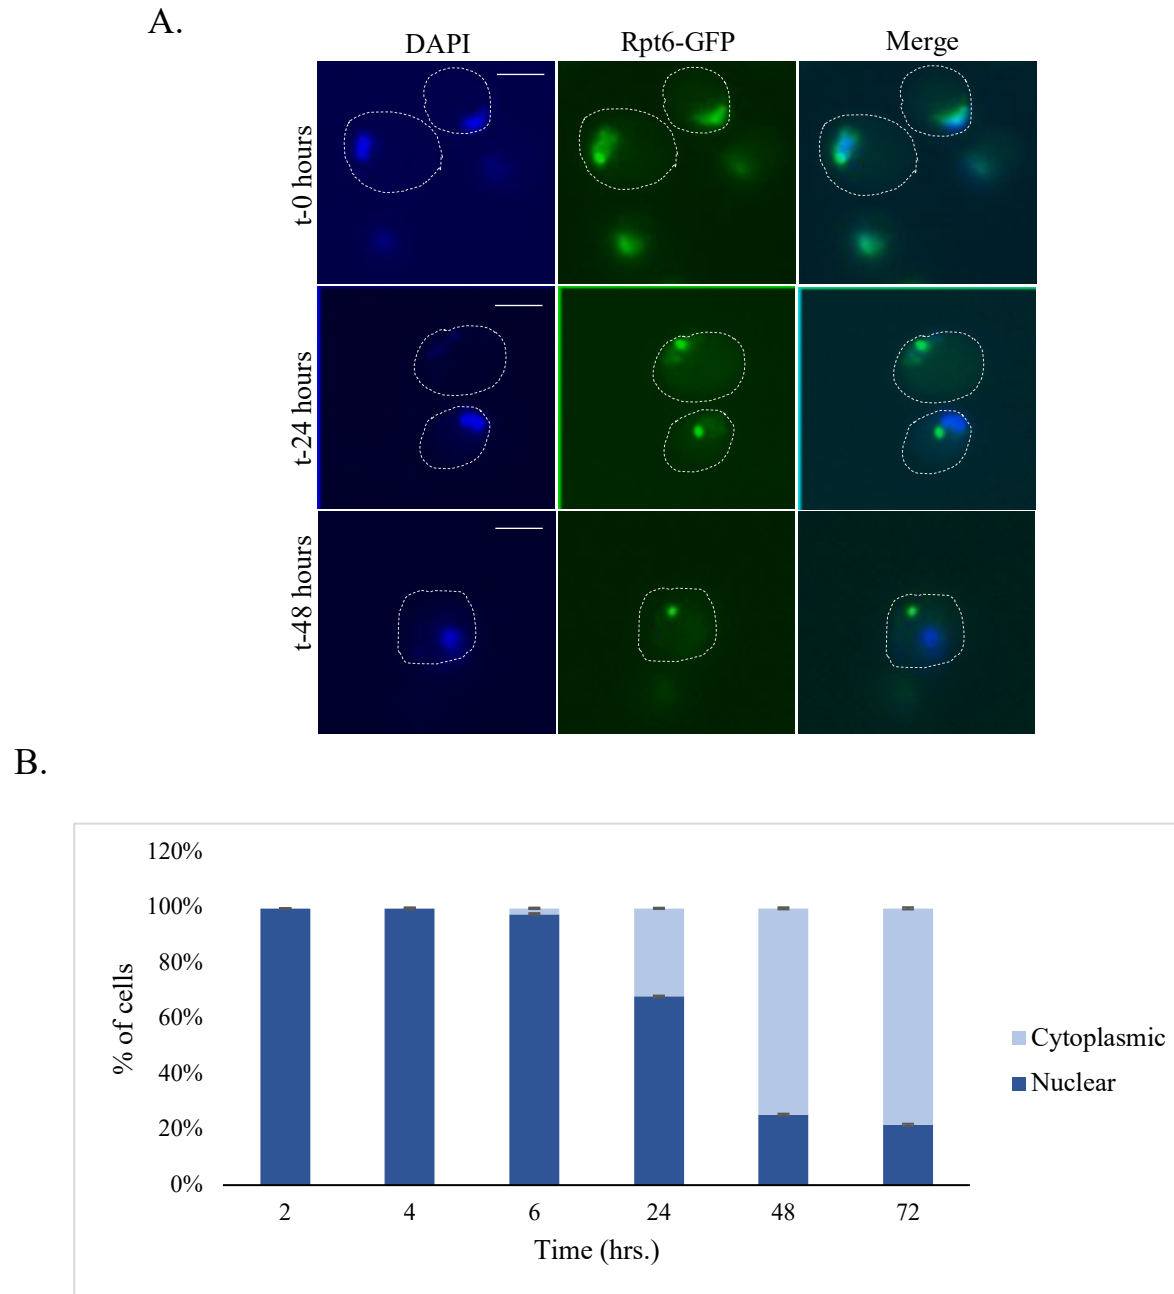 A.
DAPI Rpt6-GFP Merge
t-0 hours
t-24 hours
t-48 hours
B.
120%
100%
80%
60%
40%
20%
0%
% of cells
2 4 6 24 48 72
Time (hrs.)
Cytoplasmic
Nuclear